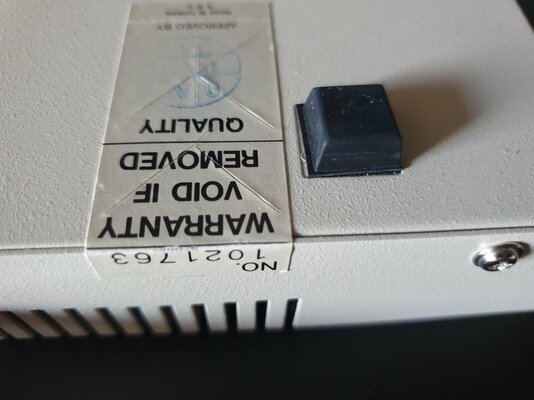 NO.
1021763
WARRANTY
VOID IF
REMOVED
QUALITY
APPROVED BY